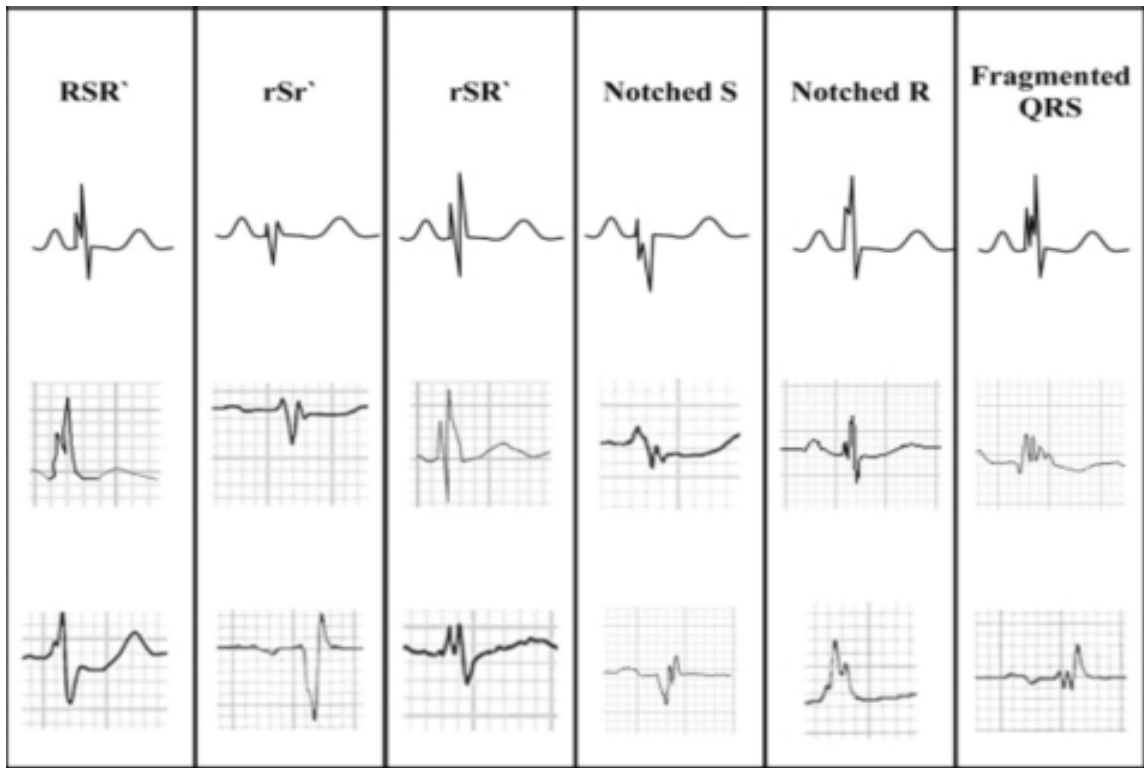 RSR`
rSr`
rSR`
Notched S
Notched R
Fragmented
QRS